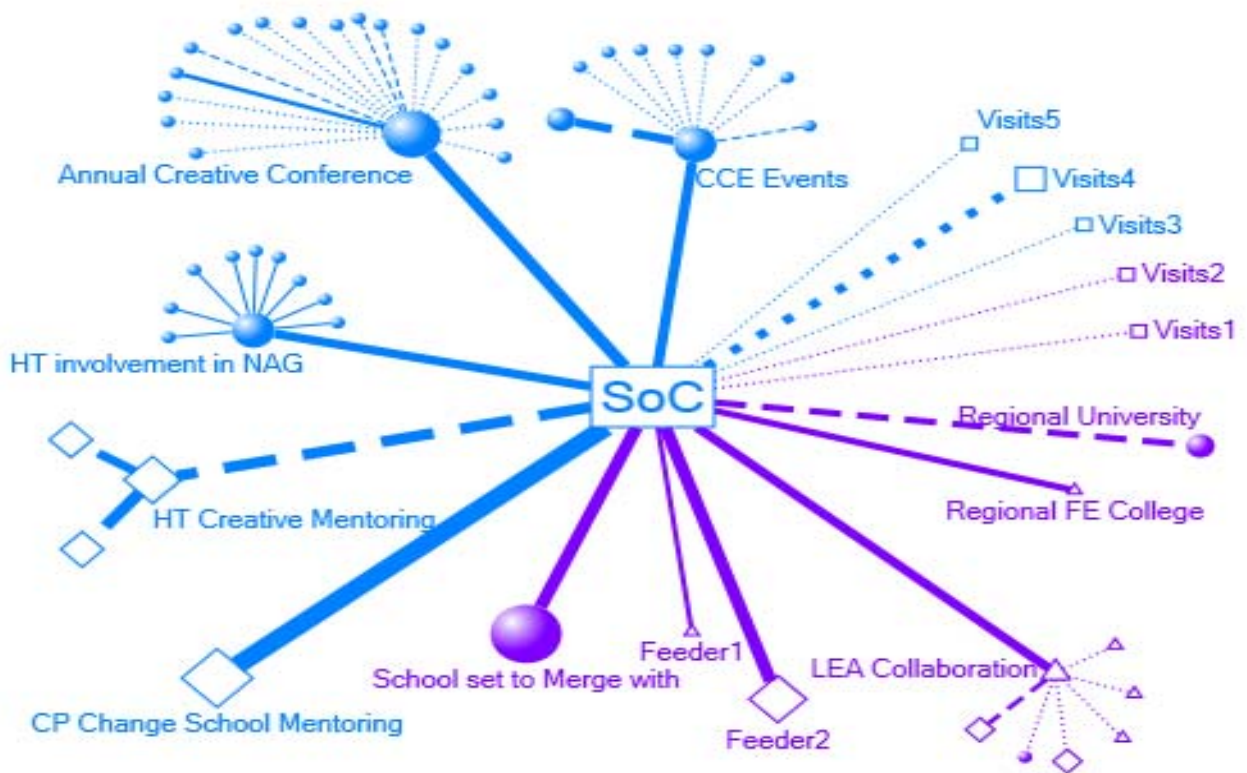 Visits5
Annual Creative Conference
CCE Events
Visits4
Visits3
Visits2
Visits1
HT involvement in NAG
SoC
Regional University
Regional FE College
HT Creative Mentoring
Feeder1
LEA Collaboration
School set to Merge with
CP Change School Mentoring
Feeder2